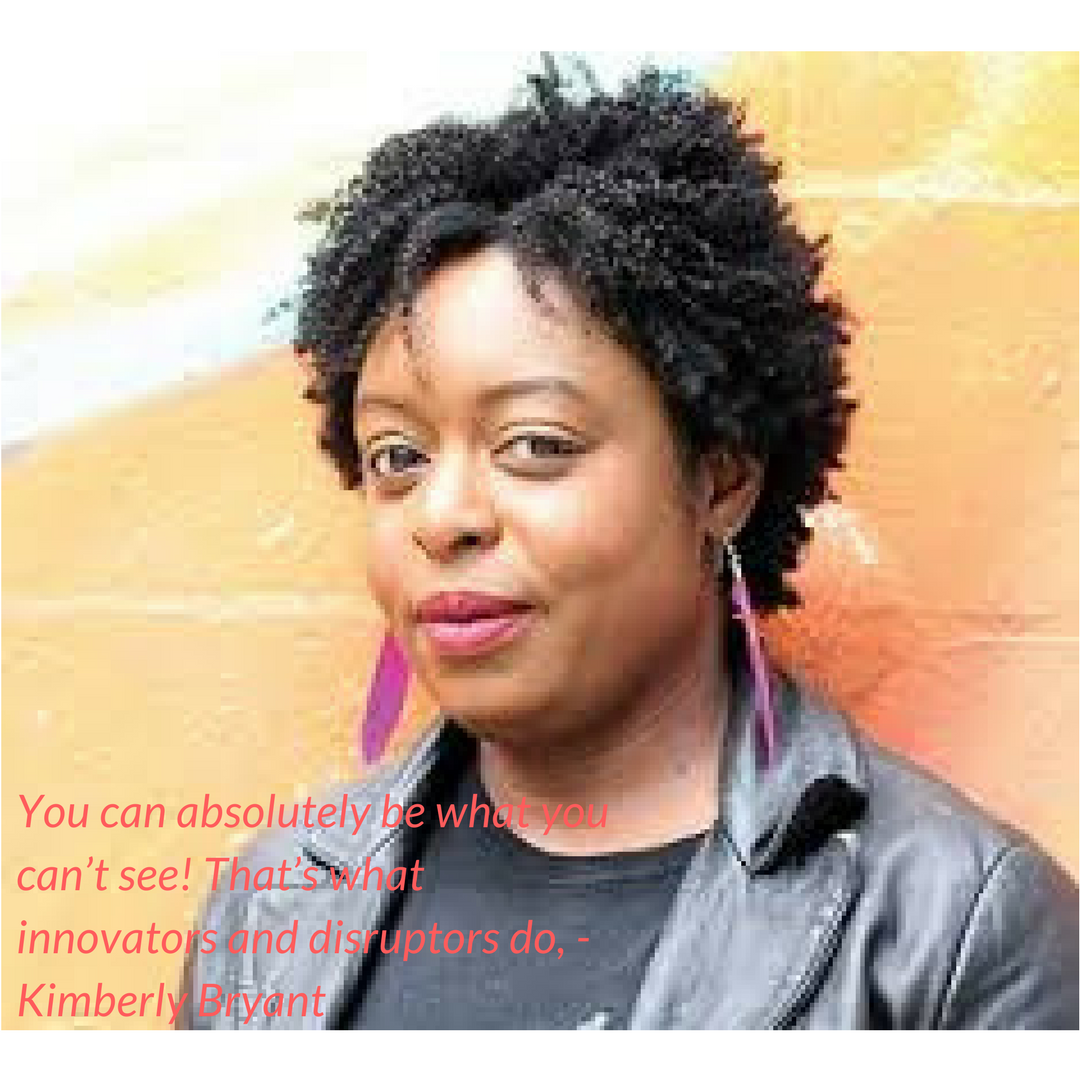 You can absolutely be what you
can’t see! That’s what
innovators and disruptors do, -
Kimberly Bryant